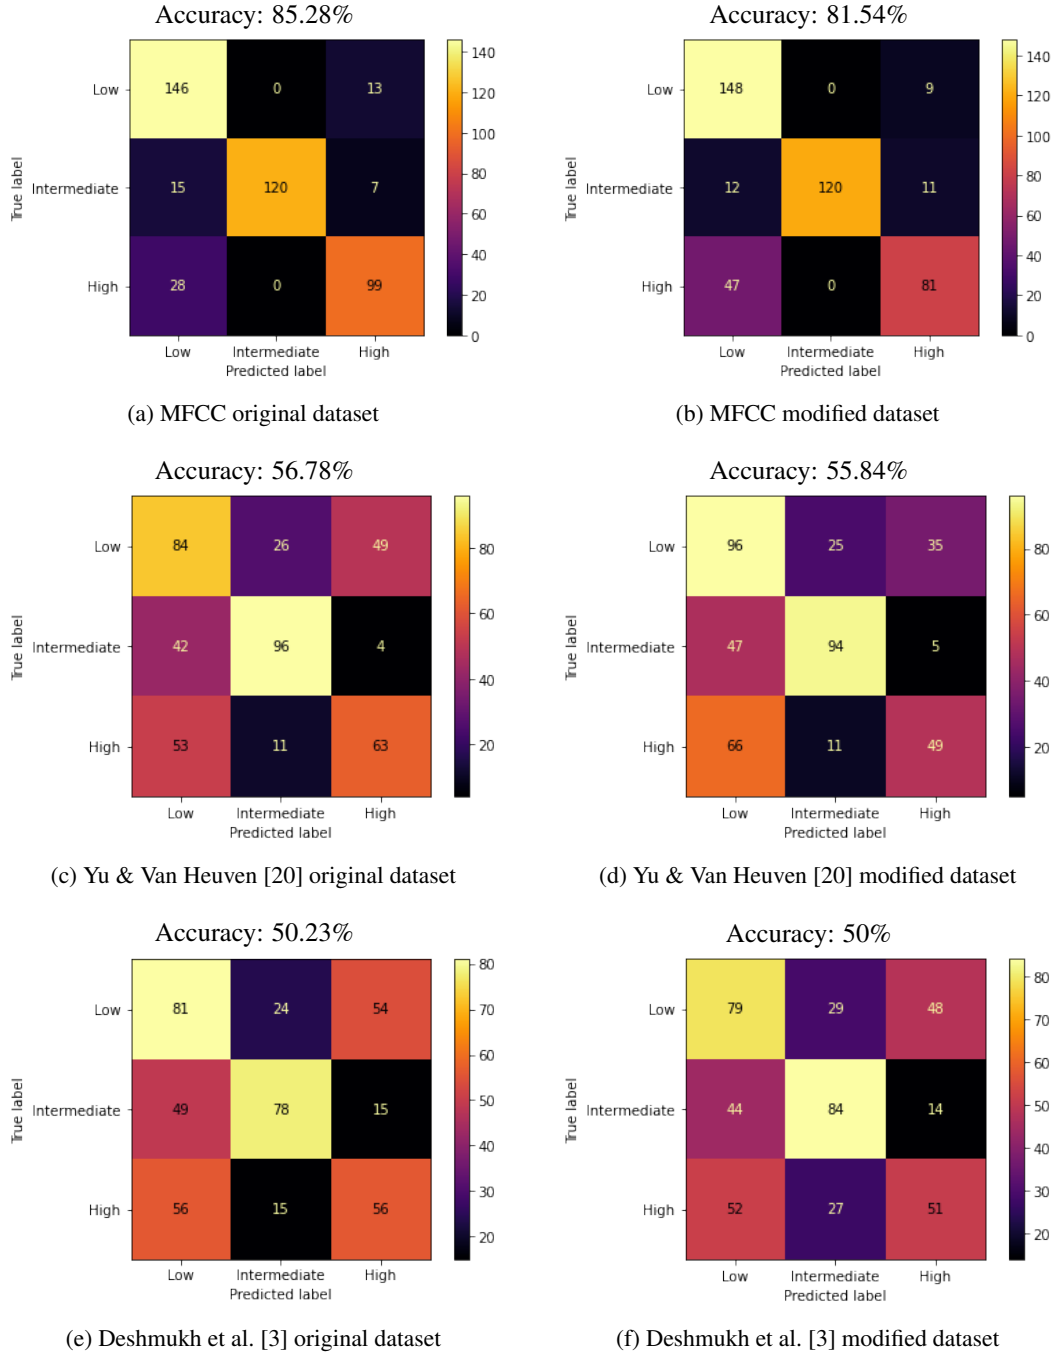 Accuracy: 85.28%
Accuracy: 81.54%
True label
Low
Intermediate
High
146 0 13
15 120 7
28 0 99
140
120
100
80
60
40
20
0
Low Intermediate High
Predicted label
True label
Low
Intermediate
High
148 0 9
12 120 11
47 0 81
140
120
100
80
60
40
20
0
Low Intermediate High
Predicted label
(a) MFCC original dataset
(b) MFCC modified dataset
Accuracy: 56.78%
Accuracy: 55.84%
True label
Low
Intermediate
High
84 26 49
42 96 4
53 11 63
80
60
40
20
Low Intermediate High
Predicted label
True label
Low
Intermediate
High
96 25 35
47 94 5
66 11 49
80
60
40
20
Low Intermediate High
Predicted label
(c) Yu & Van Heuven [20] original dataset
(d) Yu & Van Heuven [20] modified dataset
Accuracy: 50.23%
Accuracy: 50%
True label
Low
Intermediate
High
81 24 54
49 78 15
56 15 56
80
70
60
50
40
30
20
Low Intermediate High
Predicted label
True label
Low
Intermediate
High
79 29 48
44 84 14
52 27 51
80
70
60
50
40
30
20
Low Intermediate High
Predicted label
(e) Deshmukh et al. [3] original dataset
(f) Deshmukh et al. [3] modified dataset